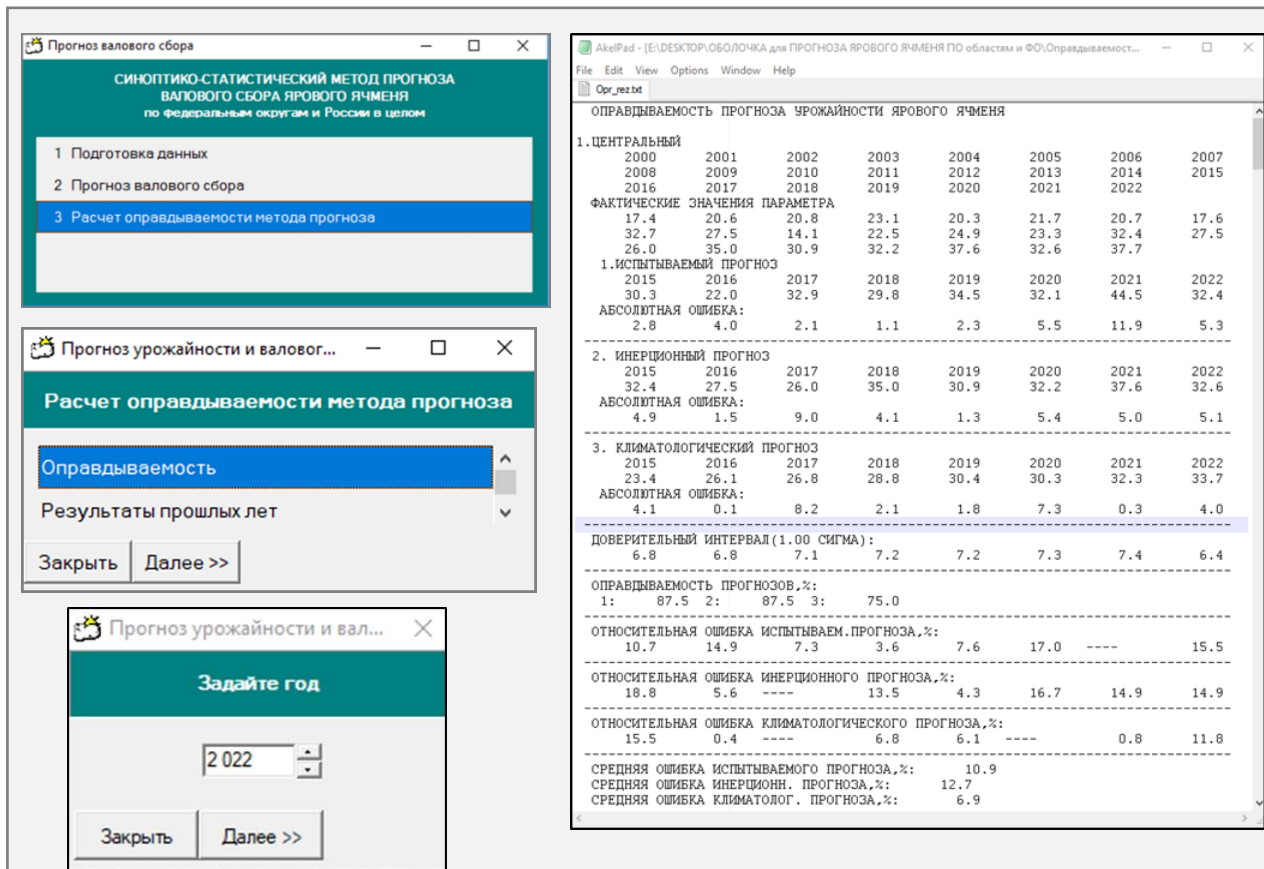 Прогноз валового сбора
СИНОПТИКО-СТАТИСТИЧЕСКИЙ МЕТОД ПРОГНОЗА
ВАЛОВОГО СБОРА ЯРОВОГО ЯЧМЕНЯ
по федеральным округам и России в целом
1 Подготовка данных
2 Прогноз валового сбора
3 Расчет оправдываемости метода прогноза
Прогноз урожайности и валовог...
Расчет оправдываемости метода прогноза
Оправдываемость
Результаты прошлых лет
Закрыть Далее >>
Прогноз урожайности и вал...
Задайте год
2 022
Закрыть Далее >>
AkelPad - [E:\DESKTOP\ОБОЛОЧКА для ПРОГНОЗА ЯРОВОГО ЯЧМЕНЯ ПО областям и ФО\Оправдываемост...
File Edit View Options Window Help
Opr_rez.txt
ОПРАВДЫВАЕМОСТЬ ПРОГНОЗА УРОЖАЙНОСТИ ЯРОВОГО ЯЧМЕНЯ
1.ЦЕНТРАЛЬНЫЙ
2000 2001 2002 2003 2004 2005 2006 2007
2008 2009 2010 2011 2012 2013 2014 2015
2016 2017 2018 2019 2020 2021 2022
ФАКТИЧЕСКИЕ ЗНАЧЕНИЯ ПАРАМЕТРА
17.4 20.6 20.8 23.1 20.3 21.7 20.7 17.6
32.7 27.5 14.1 22.5 24.9 23.3 32.4 27.5
26.0 35.0 30.9 32.2 37.6 32.6 37.7
1.ИСПЫТЫВАЕМЫЙ ПРОГНОЗ
2015 2016 2017 2018 2019 2020 2021 2022
30.3 22.0 32.9 29.8 34.5 32.1 44.5 32.4
АБСОЛЮТНАЯ ОШИБКА:
2.8 4.0 2.1 1.1 2.3 5.5 11.9 5.3
2. ИНЕРЦИОННЫЙ ПРОГНОЗ
2015 2016 2017 2018 2019 2020 2021 2022
32.4 27.5 26.0 35.0 30.9 32.2 37.6 32.6
АБСОЛЮТНАЯ ОШИБКА:
4.9 1.5 9.0 4.1 1.3 5.4 5.0 5.1
3. КЛИМАТОЛОГИЧЕСКИЙ ПРОГНОЗ
2015 2016 2017 2018 2019 2020 2021 2022
23.4 26.1 26.8 28.8 30.4 30.3 32.3 33.7
АБСОЛЮТНАЯ ОШИБКА:
4.1 0.1 8.2 2.1 1.8 7.3 0.3 4.0
ДОВЕРИТЕЛЬНЫЙ ИНТЕРВАЛ(1.00 СИГМА):
6.8 6.8 7.1 7.2 7.2 7.3 7.4 6.4
ОПРАВДЫВАЕМОСТЬ ПРОГНОЗОВ,%:
1: 87.5 2: 87.5 3: 75.0
ОТНОСИТЕЛЬНАЯ ОШИБКА ИСПЫТЫВАЕМ.ПРОГНОЗА,%:
10.7 14.9 7.3 3.6 7.6 17.0 ---- 15.5
ОТНОСИТЕЛЬНАЯ ОШИБКА ИНЕРЦИОННОГО ПРОГНОЗА,%:
18.8 5.6 ---- 13.5 4.3 16.7 14.9 14.9
ОТНОСИТЕЛЬНАЯ ОШИБКА КЛИМАТОЛОГИЧЕСКОГО ПРОГНОЗА,%:
15.5 0.4 ---- 6.8 6.1 ---- 0.8 11.8
СРЕДНЯЯ ОШИБКА ИСПЫТЫВАЕМОГО ПРОГНОЗА,%: 10.9
СРЕДНЯЯ ОШИБКА ИНЕРЦИОНН. ПРОГНОЗА,%: 12.7
СРЕДНЯЯ ОШИБКА КЛИМАТОЛОГ. ПРОГНОЗА,%: 6.9